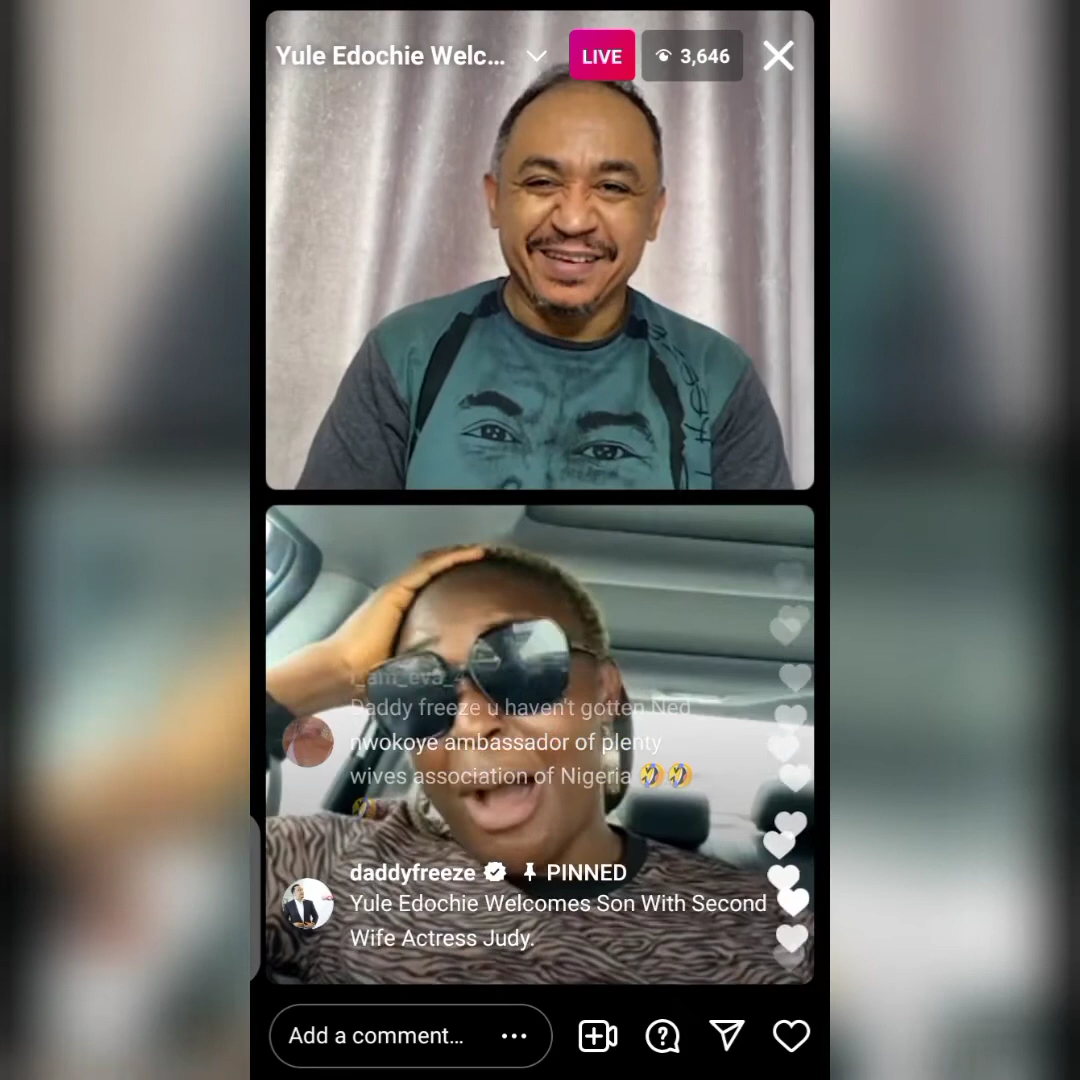 Yule Edochie Welc...
LIVE
3,646
i_am_eva_
Daddy freeze u haven't gotten Ned
nwokoye ambassador of plenty
wives association of Nigeria 🤣🤣
🤣
daddyfreeze PINNED
Yule Edochie Welcomes Son With Second
Wife Actress Judy.
Add a comment...